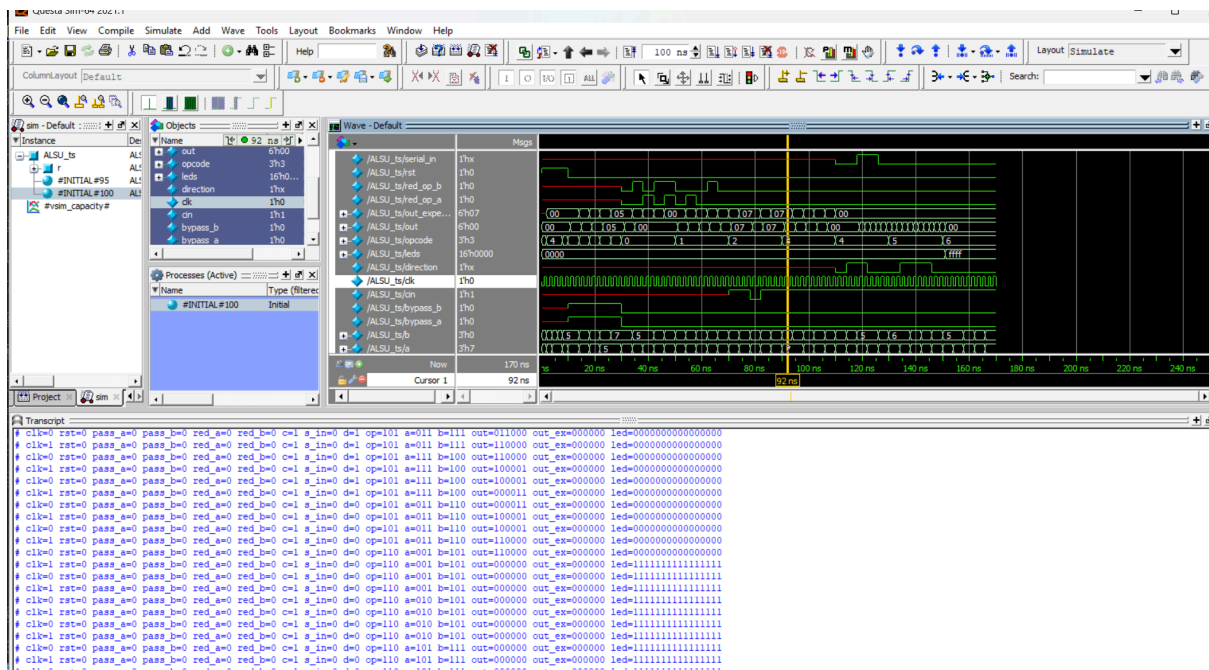 Questa Sim-64 2021.1
File Edit View Compile Simulate Add Wave Tools Layout Bookmarks Window Help
Help
100 ns
Layout Simulate
ColumnLayout Default
Search:
sim - Default
Objects
Wave - Default
Instance
Name
92 ns
Msgs
ALSU_ts
r
#INITIAL#95
#INITIAL#100
#vsim_capacity#
out 6'h00
opcode 3'h3
leds 16'h0...
direction 1'hx
clk 1'h0
cin 1'h1
bypass_b 1'h0
bypass_a 1'h0
Processes (Active)
Name Type (filtered
#INITIAL#100 Initial
/ALSU_ts/serial_in 1'hx
/ALSU_ts/rst 1'h0
/ALSU_ts/red_op_b 1'h0
/ALSU_ts/red_op_a 1'h0
/ALSU_ts/out_expe... 6'h07 00 05 00 07 07 00
/ALSU_ts/out 6'h00 00 05 00 07 07 00 00
/ALSU_ts/opcode 3'h3 4 0 1 2 4 5 6
/ALSU_ts/leds 16'h0000 0000 ffff
/ALSU_ts/direction 1'hx
/ALSU_ts/clk 1'h0
/ALSU_ts/cin 1'h1
/ALSU_ts/bypass_b 1'h0
/ALSU_ts/bypass_a 1'h0
/ALSU_ts/b 3'h0 5 7 5 5 6 5
/ALSU_ts/a 3'h7 5
Now 170 ns 20 ns 40 ns 60 ns 80 ns 100 ns 120 ns 140 ns 160 ns 180 ns 200 ns 220 ns 240 ns
Cursor 1 92 ns 92 ns
Project sim
Transcript
# clk=0 rst=0 pass_a=0 pass_b=0 red_a=0 red_b=0 c=1 s_in=0 d=1 op=101 a=011 b=111 out=011000 out_ex=000000 led=0000000000000000
# clk=1 rst=0 pass_a=0 pass_b=0 red_a=0 red_b=0 c=1 s_in=0 d=1 op=101 a=011 b=111 out=110000 out_ex=000000 led=0000000000000000
# clk=0 rst=0 pass_a=0 pass_b=0 red_a=0 red_b=0 c=1 s_in=0 d=1 op=101 a=111 b=100 out=110000 out_ex=000000 led=0000000000000000
# clk=1 rst=0 pass_a=0 pass_b=0 red_a=0 red_b=0 c=1 s_in=0 d=1 op=101 a=111 b=100 out=100001 out_ex=000000 led=0000000000000000
# clk=0 rst=0 pass_a=0 pass_b=0 red_a=0 red_b=0 c=1 s_in=0 d=1 op=101 a=111 b=100 out=100001 out_ex=000000 led=0000000000000000
# clk=1 rst=0 pass_a=0 pass_b=0 red_a=0 red_b=0 c=1 s_in=0 d=1 op=101 a=111 b=100 out=000011 out_ex=000000 led=0000000000000000
# clk=0 rst=0 pass_a=0 pass_b=0 red_a=0 red_b=0 c=1 s_in=0 d=0 op=101 a=011 b=110 out=000011 out_ex=000000 led=0000000000000000
# clk=1 rst=0 pass_a=0 pass_b=0 red_a=0 red_b=0 c=1 s_in=0 d=0 op=101 a=011 b=110 out=100001 out_ex=000000 led=0000000000000000
# clk=0 rst=0 pass_a=0 pass_b=0 red_a=0 red_b=0 c=1 s_in=0 d=0 op=101 a=011 b=110 out=100001 out_ex=000000 led=0000000000000000
# clk=1 rst=0 pass_a=0 pass_b=0 red_a=0 red_b=0 c=1 s_in=0 d=0 op=101 a=011 b=110 out=110000 out_ex=000000 led=0000000000000000
# clk=0 rst=0 pass_a=0 pass_b=0 red_a=0 red_b=0 c=1 s_in=0 d=0 op=110 a=001 b=101 out=110000 out_ex=000000 led=0000000000000000
# clk=1 rst=0 pass_a=0 pass_b=0 red_a=0 red_b=0 c=1 s_in=0 d=0 op=110 a=001 b=101 out=000000 out_ex=000000 led=1111111111111111
# clk=0 rst=0 pass_a=0 pass_b=0 red_a=0 red_b=0 c=1 s_in=0 d=0 op=110 a=001 b=101 out=000000 out_ex=000000 led=1111111111111111
# clk=1 rst=0 pass_a=0 pass_b=0 red_a=0 red_b=0 c=1 s_in=0 d=0 op=110 a=001 b=101 out=000000 out_ex=000000 led=1111111111111111
# clk=0 rst=0 pass_a=0 pass_b=0 red_a=0 red_b=0 c=1 s_in=0 d=0 op=110 a=010 b=101 out=000000 out_ex=000000 led=1111111111111111
# clk=1 rst=0 pass_a=0 pass_b=0 red_a=0 red_b=0 c=1 s_in=0 d=0 op=110 a=010 b=101 out=000000 out_ex=000000 led=1111111111111111
# clk=0 rst=0 pass_a=0 pass_b=0 red_a=0 red_b=0 c=1 s_in=0 d=0 op=110 a=010 b=101 out=000000 out_ex=000000 led=1111111111111111
# clk=1 rst=0 pass_a=0 pass_b=0 red_a=0 red_b=0 c=1 s_in=0 d=0 op=110 a=010 b=101 out=000000 out_ex=000000 led=1111111111111111
# clk=0 rst=0 pass_a=0 pass_b=0 red_a=0 red_b=0 c=1 s_in=0 d=0 op=110 a=101 b=111 out=000000 out_ex=000000 led=1111111111111111
# clk=1 rst=0 pass_a=0 pass_b=0 red_a=0 red_b=0 c=1 s_in=0 d=0 op=110 a=101 b=111 out=000000 out_ex=000000 led=1111111111111111